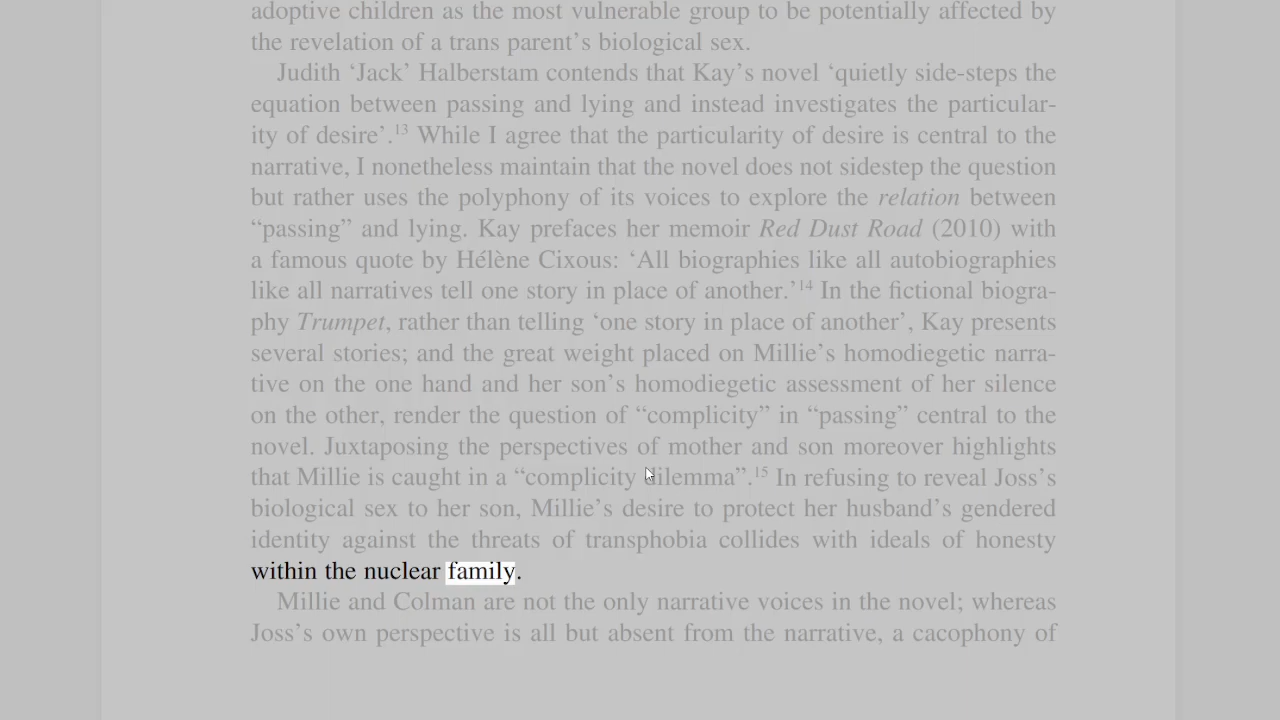 adoptive children as the most vulnerable group to be potentially affected by
the revelation of a trans parent’s biological sex.
Judith ‘Jack’ Halberstam contends that Kay’s novel ‘quietly side-steps the
equation between passing and lying and instead investigates the particular-
ity of desire’.13 While I agree that the particularity of desire is central to the
narrative, I nonetheless maintain that the novel does not sidestep the question
but rather uses the polyphony of its voices to explore the relation between
“passing” and lying. Kay prefaces her memoir Red Dust Road (2010) with
a famous quote by Hélène Cixous: ‘All biographies like all autobiographies
like all narratives tell one story in place of another.’14 In the fictional biogra-
phy Trumpet, rather than telling ‘one story in place of another’, Kay presents
several stories; and the great weight placed on Millie’s homodiegetic narra-
tive on the one hand and her son’s homodiegetic assessment of her silence
on the other, render the question of “complicity” in “passing” central to the
novel. Juxtaposing the perspectives of mother and son moreover highlights
that Millie is caught in a “complicity dilemma”.15 In refusing to reveal Joss’s
biological sex to her son, Millie’s desire to protect her husband’s gendered
identity against the threats of transphobia collides with ideals of honesty
within the nuclear family.
Millie and Colman are not the only narrative voices in the novel; whereas
Joss’s own perspective is all but absent from the narrative, a cacophony of